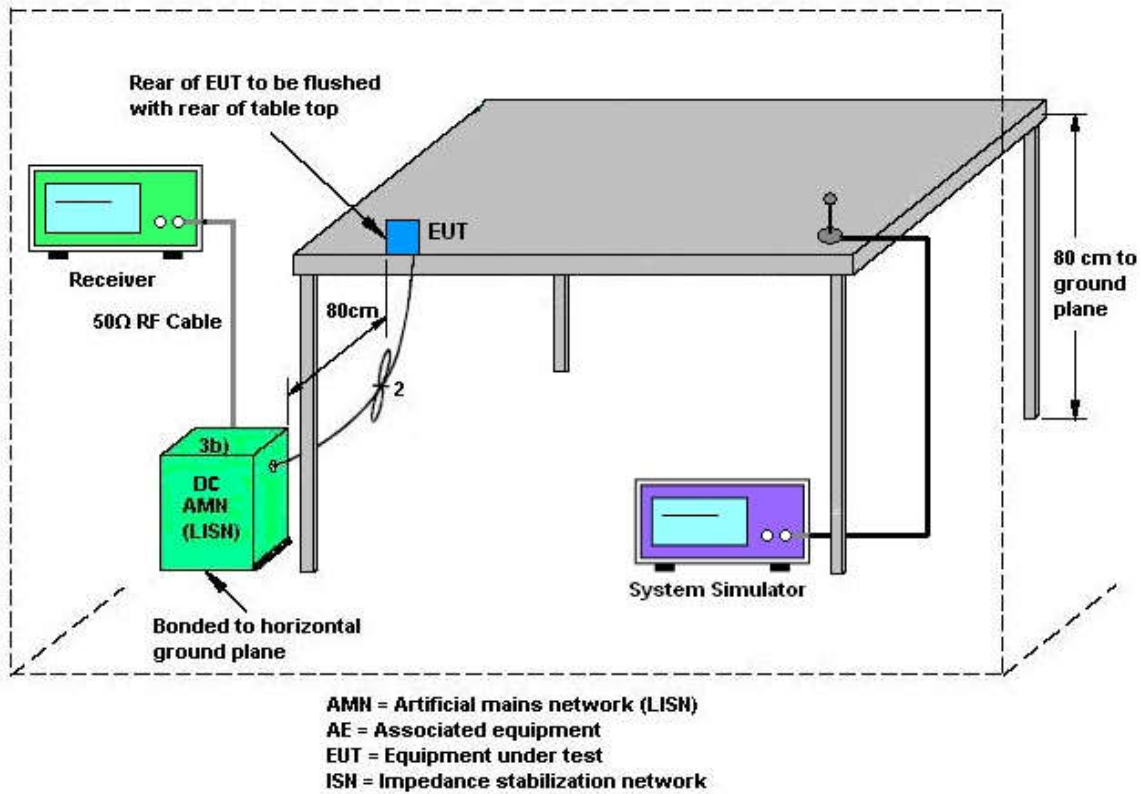 Rear of EUT to be flushed
with rear of table top
EUT
Receiver
50Ω RF Cable
80cm
2
80 cm to
ground
plane
3b)
DC
AMN
(LISN)
System Simulator
Bonded to horizontal
ground plane
AMN = Artificial mains network (LISN)
AE = Associated equipment
EUT = Equipment under test
ISN = Impedance stabilization network